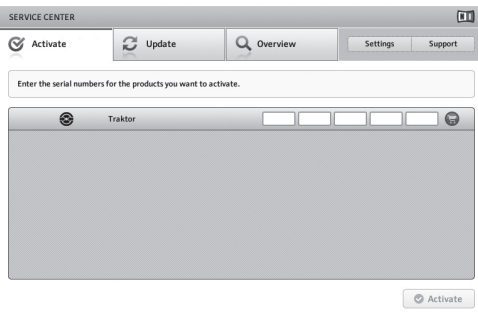 SERVICE CENTER
Activate
Update
Overview
Settings
Support
Enter the serial numbers for the products you want to activate.
Traktor
Activate